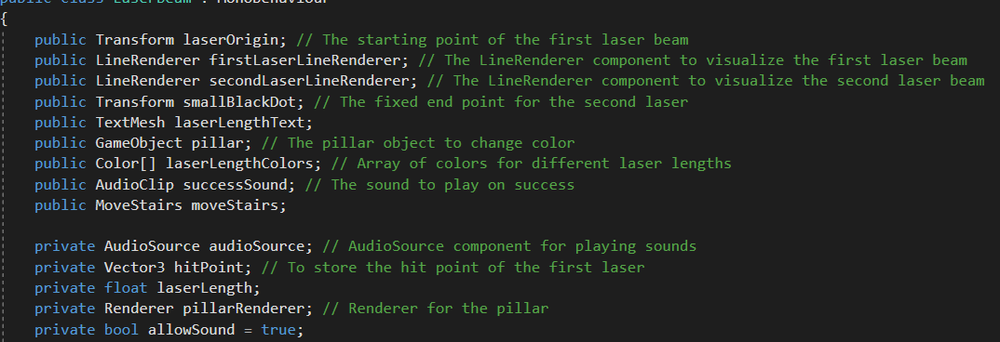 public class LaserBeam : MonoBehaviour
{
public Transform laserOrigin; // The starting point of the first laser beam
public LineRenderer firstLaserLineRenderer; // The LineRenderer component to visualize the first laser beam
public LineRenderer secondLaserLineRenderer; // The LineRenderer component to visualize the second laser beam
public Transform smallBlackDot; // The fixed end point for the second laser
public TextMesh laserLengthText;
public GameObject pillar; // The pillar object to change color
public Color[] laserLengthColors; // Array of colors for different laser lengths
public AudioClip successSound; // The sound to play on success
public MoveStairs moveStairs;
private AudioSource audioSource; // AudioSource component for playing sounds
private Vector3 hitPoint; // To store the hit point of the first laser
private float laserLength;
private Renderer pillarRenderer; // Renderer for the pillar
private bool allowSound = true;